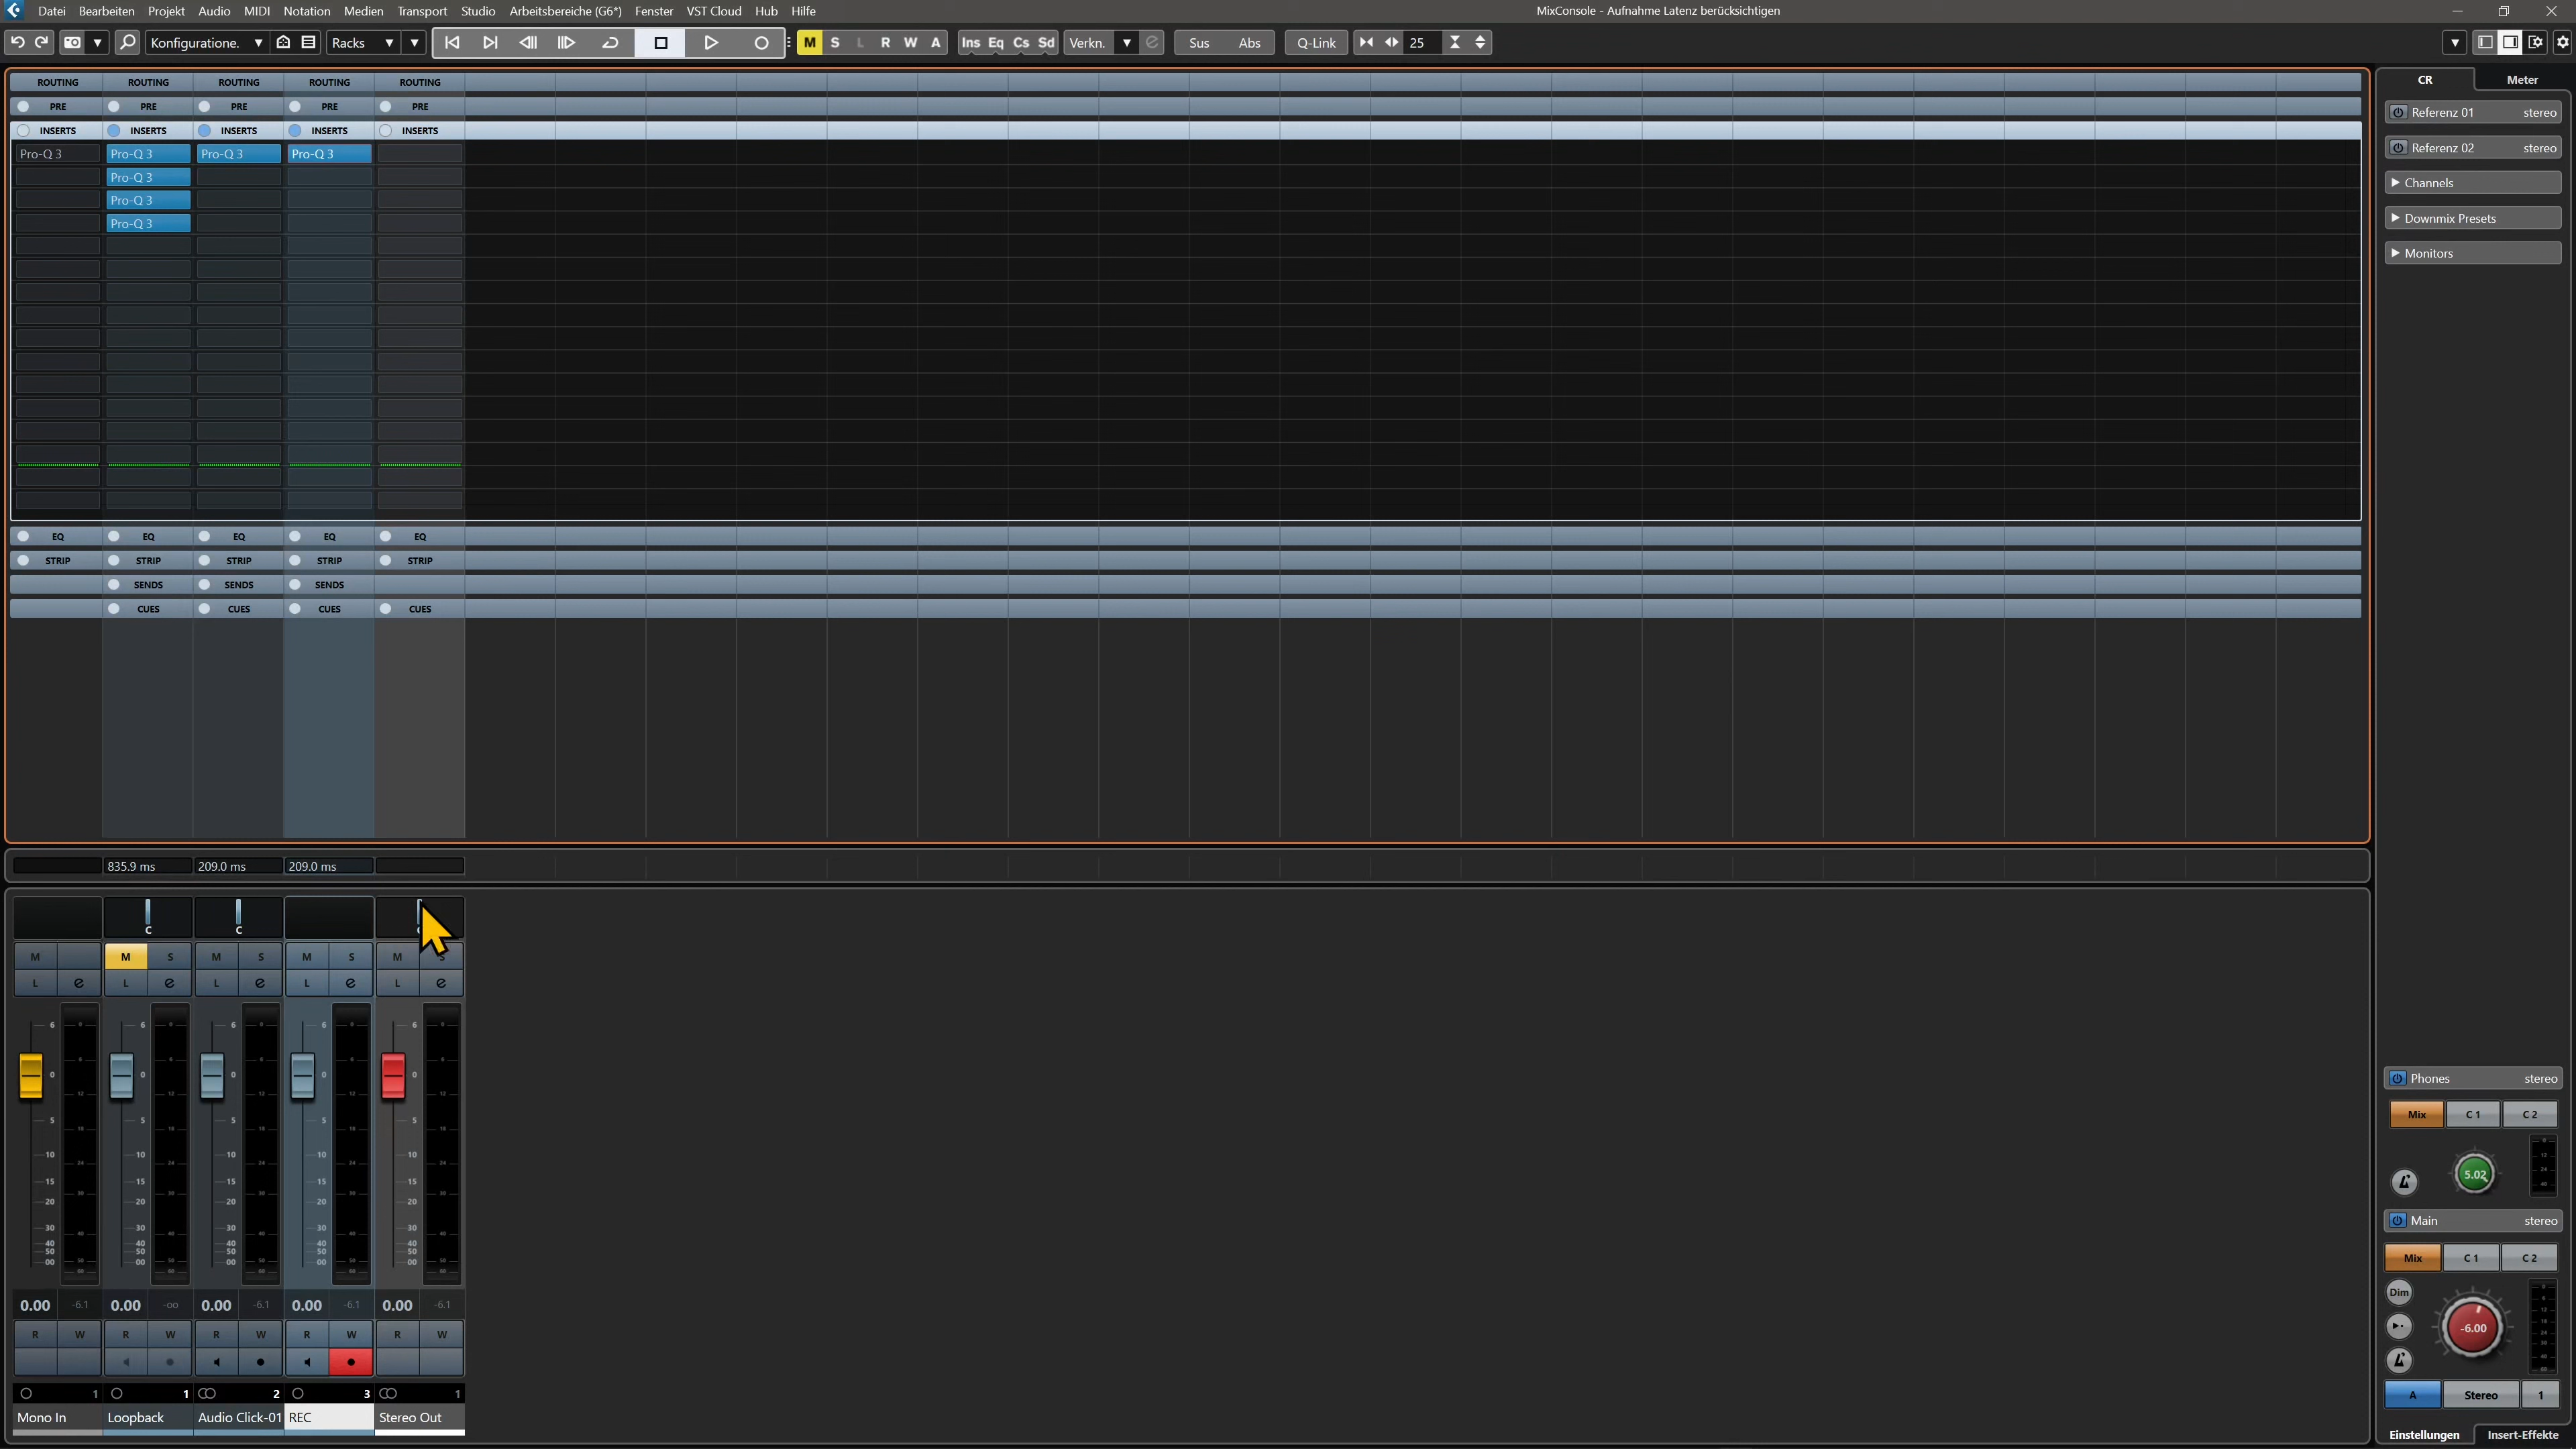 Datei Bearbeiten Projekt Audio MIDI Notation Medien Transport Studio Arbeitsbereiche (G6*) Fenster VST Cloud Hub Hilfe MixConsole - Aufnahme Latenz berücksichtigen
Konfiguratione. Racks M S L R W A Ins Eq Cs Sd Verkn. Sus Abs Q-Link 25
ROUTING ROUTING ROUTING ROUTING ROUTING
PRE PRE PRE PRE PRE
INSERTS INSERTS INSERTS INSERTS INSERTS
Pro-Q 3 Pro-Q 3 Pro-Q 3 Pro-Q 3
Pro-Q 3
Pro-Q 3
Pro-Q 3
EQ EQ EQ EQ EQ
STRIP STRIP STRIP STRIP STRIP
SENDS SENDS SENDS
CUES CUES CUES CUES
835.9 ms 209.0 ms 209.0 ms
C C
M M S M S M S M S
L L L L L
6 6 6 6 6
0 0 0 0 0
5 5 5 5 5
10 10 10 10 10
15 15 15 15 15
20 20 20 20 20
30 30 30 30 30
40 40 40 40 40
50 50 50 50 50
00 00 00 00 00
0.00 -6.1 0.00 -oo 0.00 -6.1 0.00 -6.1 0.00 -6.1
R W R W R W R W R W
1 1 2 3 1
Mono In Loopback Audio Click-01 REC Stereo Out
CR Meter
Referenz 01 stereo
Referenz 02 stereo
Channels
Downmix Presets
Monitors
Phones stereo
Mix C 1 C 2
5.02
Main stereo
Mix C 1 C 2
Dim
-6.00
A Stereo 1
Einstellungen Insert-Effekte